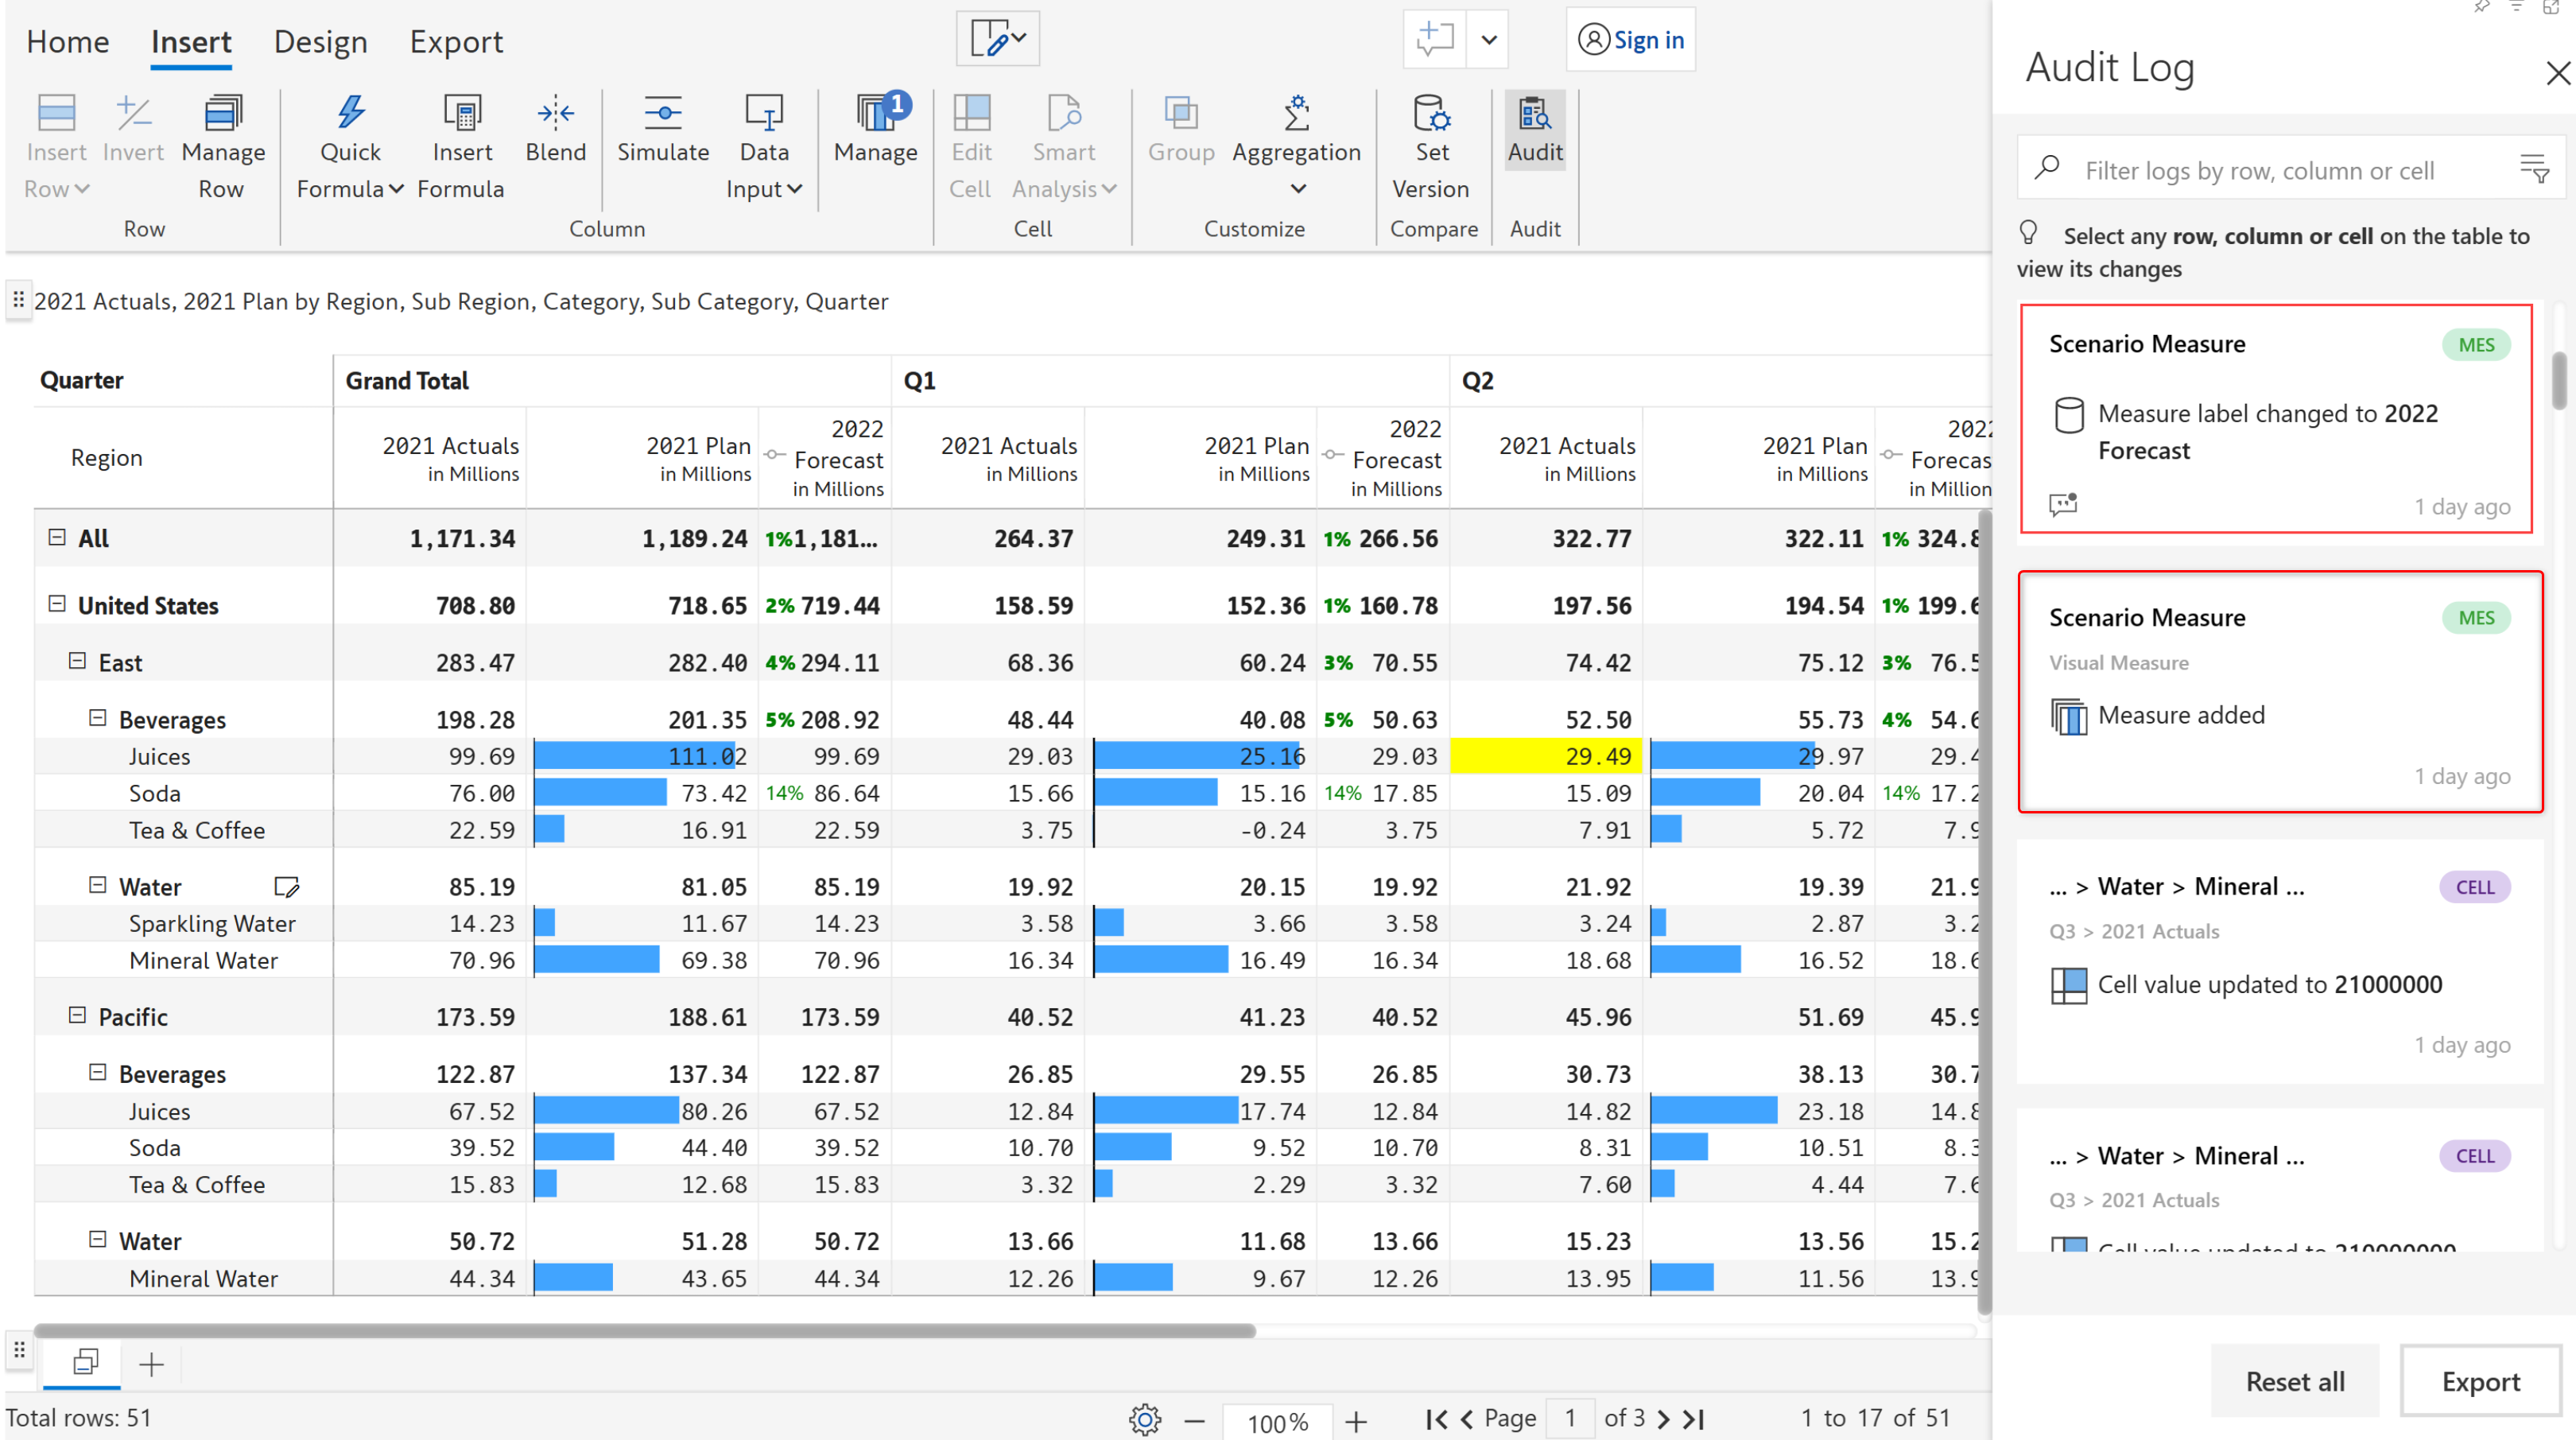 Home Insert Design Export
Sign in
Insert Row
Invert
Manage Row
Quick Formula
Insert Formula
Blend
Simulate
Data Input
Manage
1
Edit Cell
Smart Analysis
Group
Aggregation
Set Version
Audit
Row Column Cell Customize Compare Audit
2021 Actuals, 2021 Plan by Region, Sub Region, Category, Sub Category, Quarter
Quarter Grand Total Q1 Q2
Region 2021 Actuals in Millions 2021 Plan in Millions 2022 Forecast in Millions 2021 Actuals in Millions 2021 Plan in Millions 2022 Forecast in Millions 2021 Actuals in Millions 2021 Plan in Millions
All 1,171.34 1,189.24 1% 1,181... 264.37 249.31 1% 266.56 322.77 322.11 1% 324.8
United States 708.80 718.65 2% 719.44 158.59 152.36 1% 160.78 197.56 194.54 1% 199.6
East 283.47 282.40 4% 294.11 68.36 60.24 3% 70.55 74.42 75.12 3% 76.5
Beverages 198.28 201.35 5% 208.92 48.44 40.08 5% 50.63 52.50 55.73 4% 54.6
Juices 99.69 111.02 99.69 29.03 25.16 29.03 29.49 29.97 29.4
Soda 76.00 73.42 14% 86.64 15.66 15.16 14% 17.85 15.09 20.04 14% 17.2
Tea & Coffee 22.59 16.91 22.59 3.75 -0.24 3.75 7.91 5.72 7.9
Water 85.19 81.05 85.19 19.92 20.15 19.92 21.92 19.39 21.9
Sparkling Water 14.23 11.67 14.23 3.58 3.66 3.58 3.24 2.87 3.2
Mineral Water 70.96 69.38 70.96 16.34 16.49 16.34 18.68 16.52 18.6
Pacific 173.59 188.61 173.59 40.52 41.23 40.52 45.96 51.69 45.9
Beverages 122.87 137.34 122.87 26.85 29.55 26.85 30.73 38.13 30.7
Juices 67.52 80.26 67.52 12.84 17.74 12.84 14.82 23.18 14.8
Soda 39.52 44.40 39.52 10.70 9.52 10.70 8.31 10.51 8.3
Tea & Coffee 15.83 12.68 15.83 3.32 2.29 3.32 7.60 4.44 7.6
Water 50.72 51.28 50.72 13.66 11.68 13.66 15.23 13.56 15.2
Mineral Water 44.34 43.65 44.34 12.26 9.67 12.26 13.95 11.56 13.9
Total rows: 51
100%
Page 1 of 3
1 to 17 of 51
Audit Log
Filter logs by row, column or cell
Select any row, column or cell on the table to
view its changes
Scenario Measure MES
Measure label changed to 2022
Forecast
1 day ago
Scenario Measure MES
Visual Measure
Measure added
1 day ago
... > Water > Mineral ... CELL
Q3 > 2021 Actuals
Cell value updated to 21000000
1 day ago
... > Water > Mineral ... CELL
Q3 > 2021 Actuals
Cell value updated to 210000000
Reset all Export